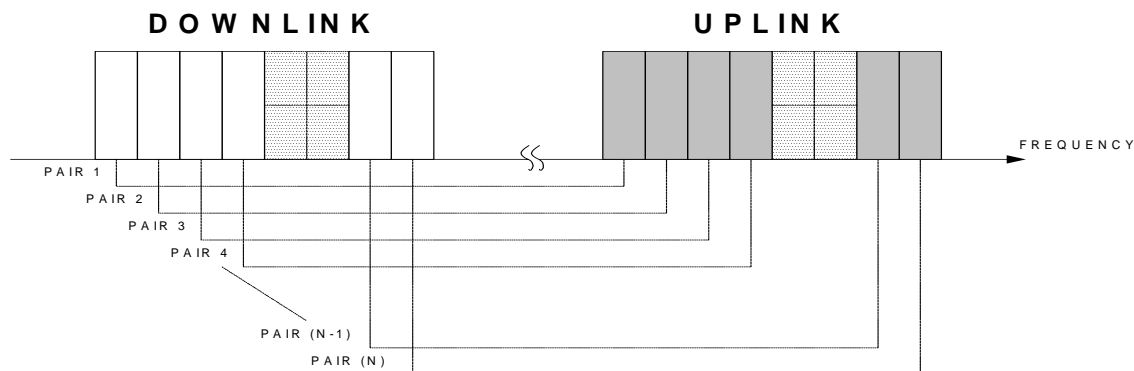 DOWNLINK
UPLINK
FREQUENCY
PAIR 1
PAIR 2
PAIR 3
PAIR 4
PAIR (N-1)
PAIR (N)